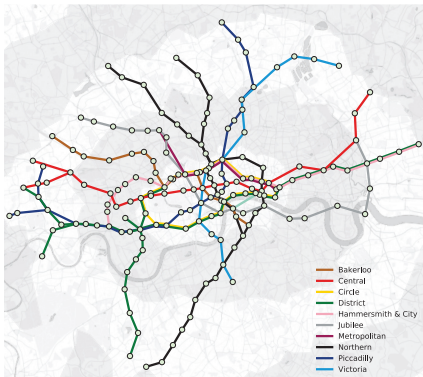 Bakerloo
Central
Circle
District
Hammersmith & City
Jubilee
Metropolitan
Northern
Piccadilly
Victoria